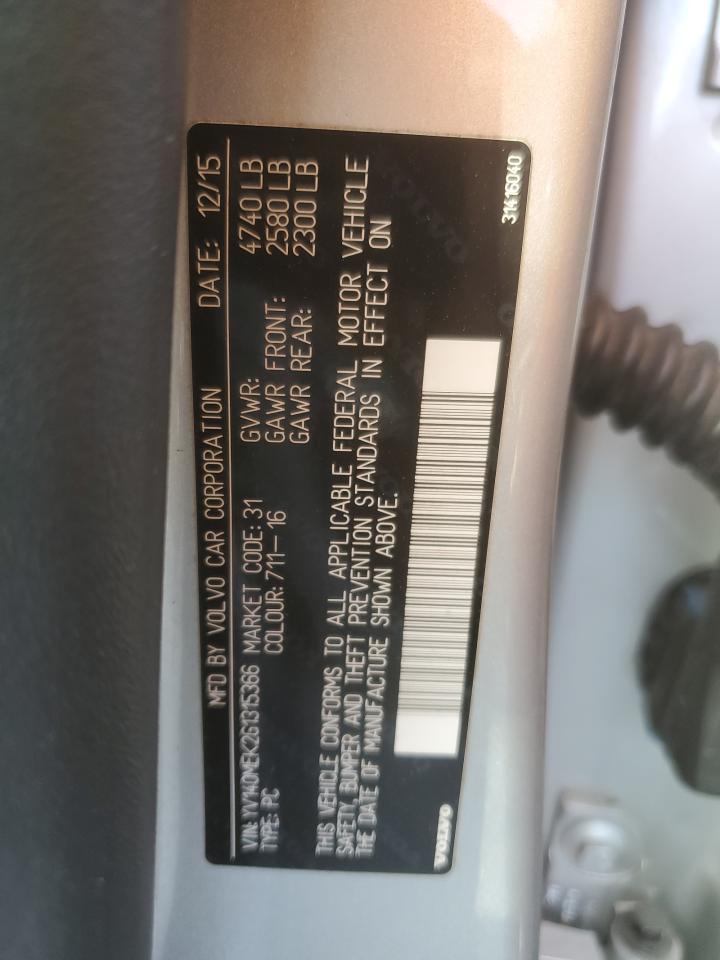 MFD BY VOLVO CAR CORPORATION DATE: 12/15
VIN: YV140MEK2G1315366 MARKET CODE: 31 GVWR: 4740 LB
TYPE: PC COLOUR: 711-16 GAWR FRONT: 2580 LB
GAWR REAR: 2300 LB
THIS VEHICLE CONFORMS TO ALL APPLICABLE FEDERAL MOTOR VEHICLE
SAFETY, BUMPER AND THEFT PREVENTION STANDARDS IN EFFECT ON
THE DATE OF MANUFACTURE SHOWN ABOVE.
VOLVO 31416040